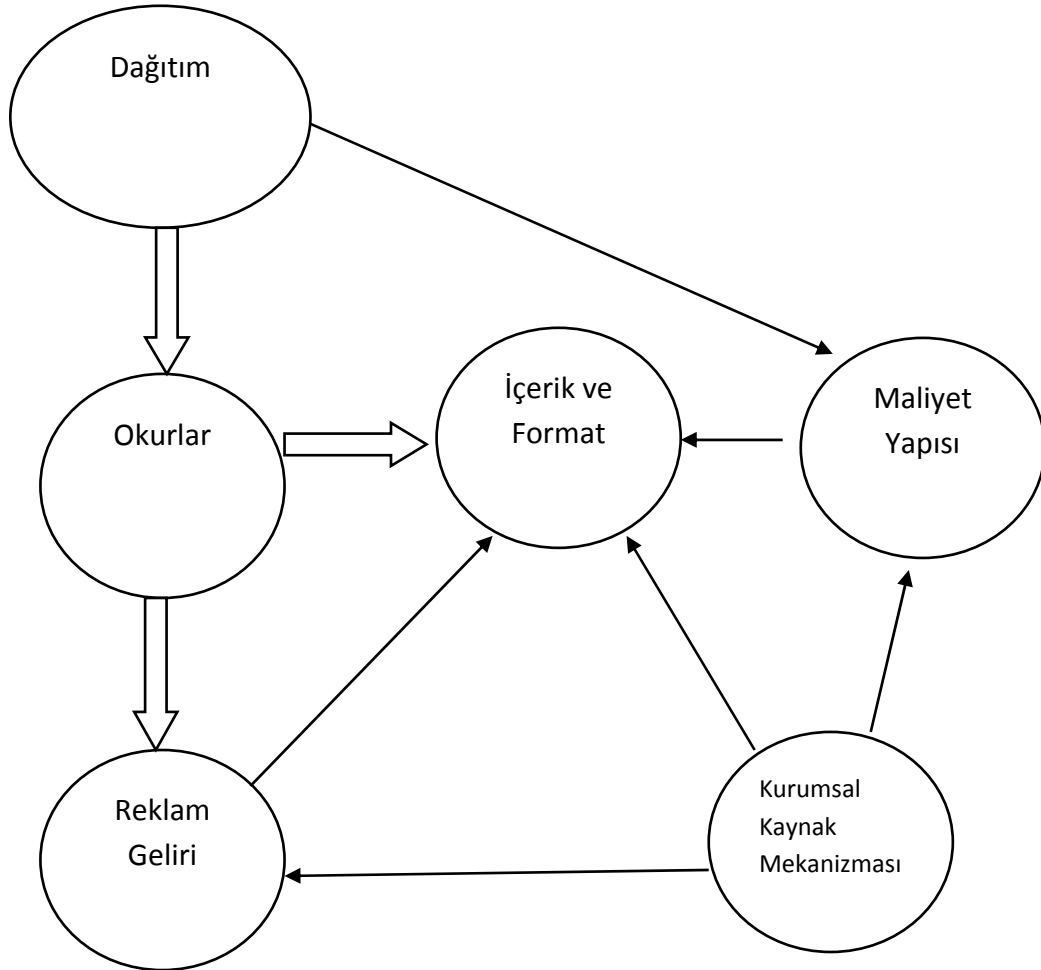 Dağıtım
İçerik ve
Format
Maliyet
Yapısı
Okurlar
Reklam
Geliri
Kurumsal
Kaynak
Mekanizması